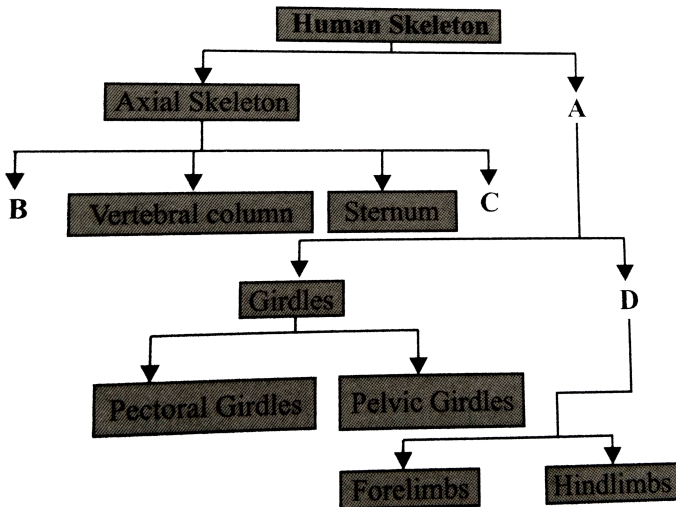 Human Skeleton
Axial Skeleton
A
B
Vertebral column
Sternum
C
Girdles
D
Pectoral Girdles
Pelvic Girdles
Forelimbs
Hindlimbs